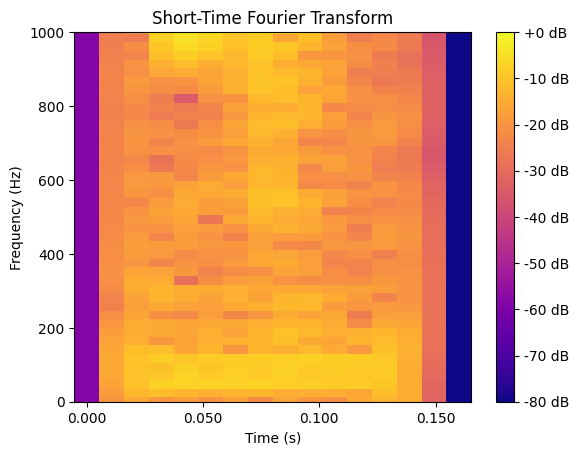 Short-Time Fourier Transform
1000
800
600
400
200
0
Frequency (Hz)
0.000
0.050
0.100
0.150
Time (s)
+0 dB
-10 dB
-20 dB
-30 dB
-40 dB
-50 dB
-60 dB
-70 dB
-80 dB